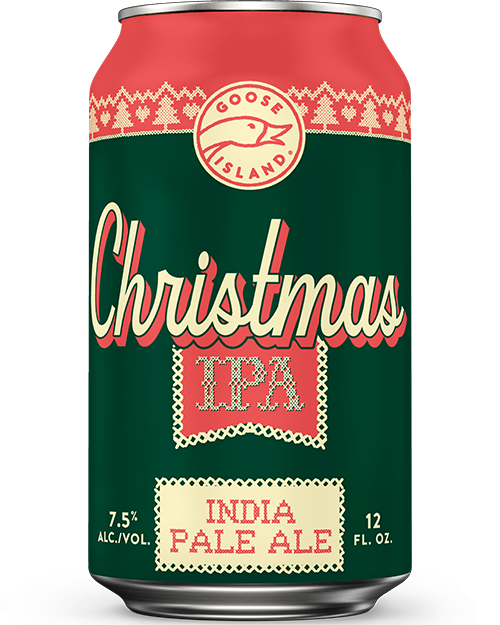 GOOSE
ISLAND.
Christmas
IPA
INDIA
PALE ALE
7.5%
ALC./VOL.
12
FL. OZ.